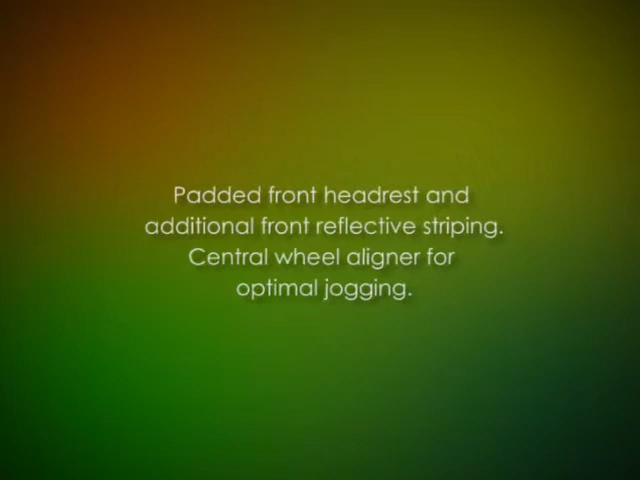 Padded front headrest and
additional front reflective striping.
Central wheel aligner for
optimal jogging.